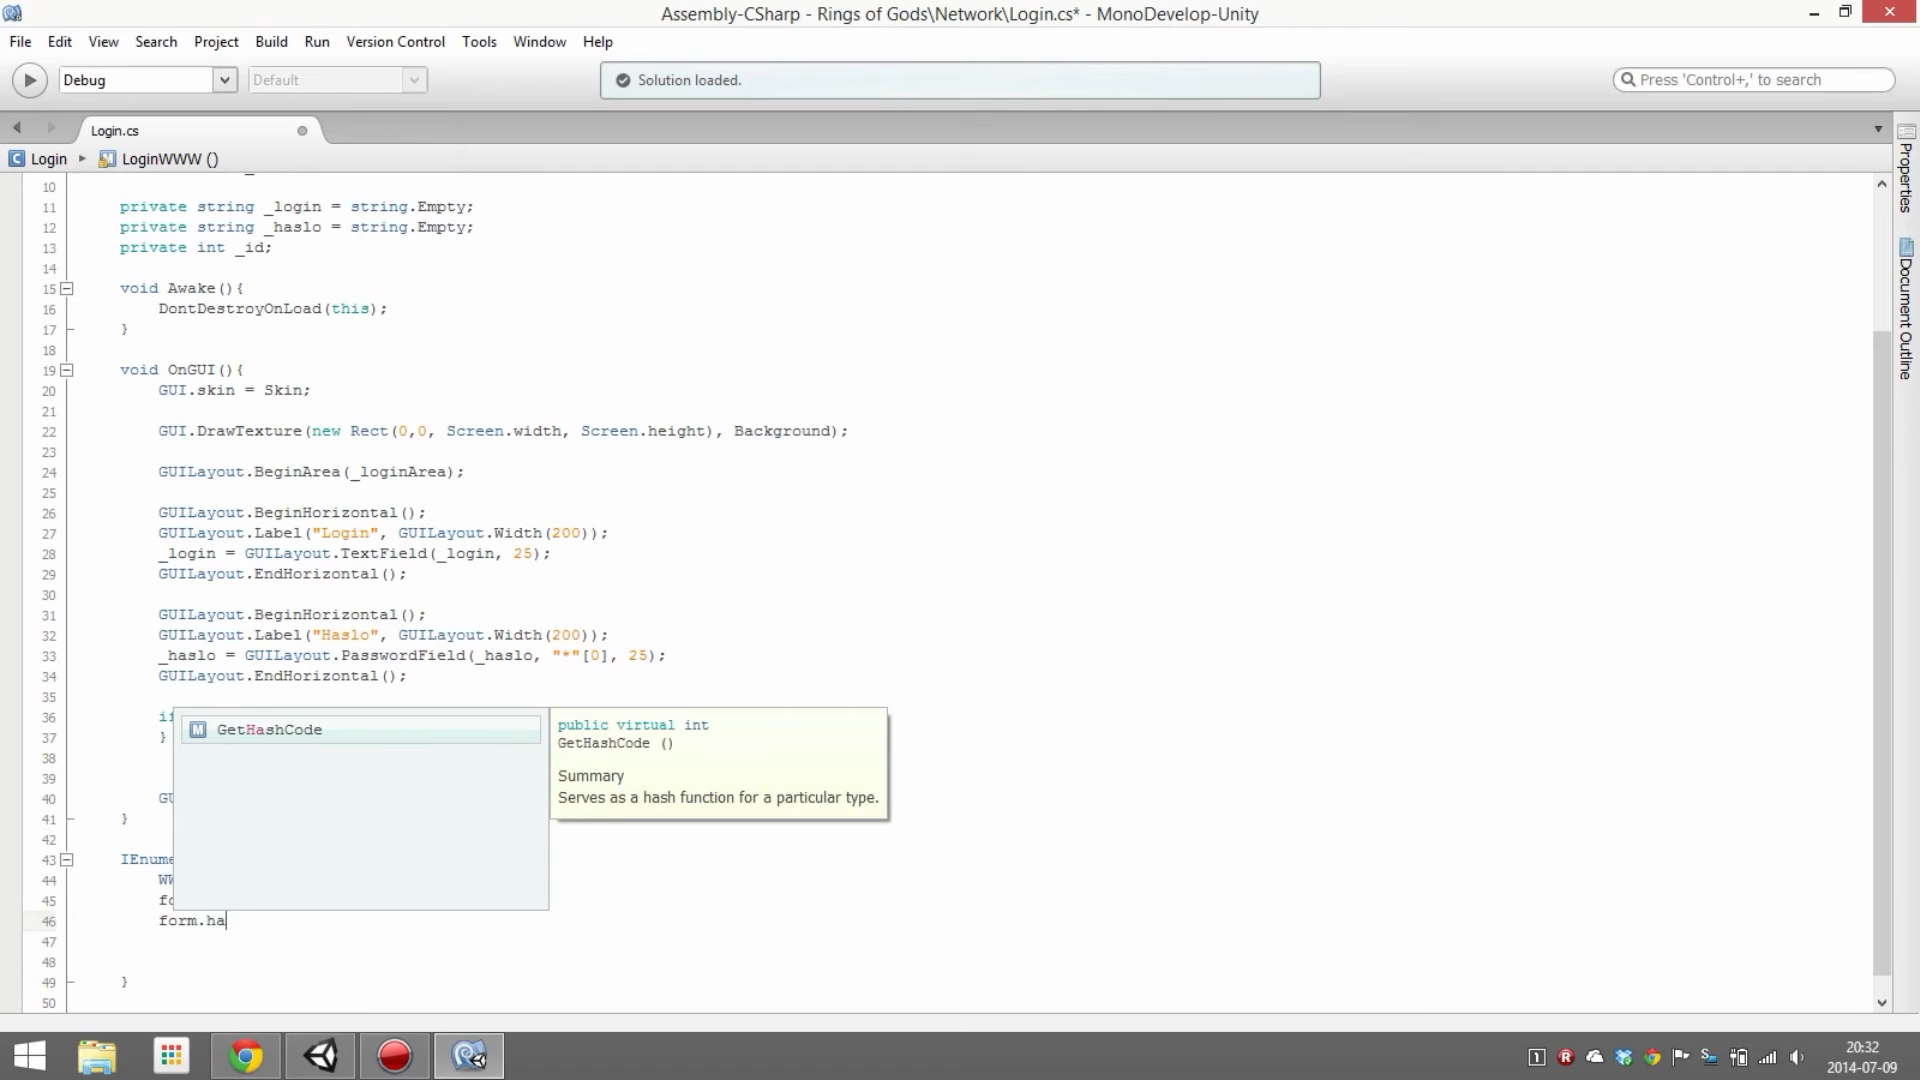 Assembly-CSharp - Rings of Gods\Network\Login.cs* - MonoDevelop-Unity
File Edit View Search Project Build Run Version Control Tools Window Help
Debug Default Solution loaded. Press 'Control+,' to search
Login.cs
Login LoginWWW ()
10
11 private string _login = string.Empty;
12 private string _haslo = string.Empty;
13 private int _id;
14
15 void Awake(){
16 DontDestroyOnLoad(this);
17 }
18
19 void OnGUI(){
20 GUI.skin = Skin;
21
22 GUI.DrawTexture(new Rect(0,0, Screen.width, Screen.height), Background);
23
24 GUILayout.BeginArea(_loginArea);
25
26 GUILayout.BeginHorizontal();
27 GUILayout.Label("Login", GUILayout.Width(200));
28 _login = GUILayout.TextField(_login, 25);
29 GUILayout.EndHorizontal();
30
31 GUILayout.BeginHorizontal();
32 GUILayout.Label("Haslo", GUILayout.Width(200));
33 _haslo = GUILayout.PasswordField(_haslo, "*"[0], 25);
34 GUILayout.EndHorizontal();
35
36 if
37 }
38
39
40 GU
41 }
42
43 IEnume
44 WW
45 fo
46 form.ha
47
48
49 }
50
GetHashCode
public virtual int
GetHashCode ()
Summary
Serves as a hash function for a particular type.
Properties
Document Outline
20:32
2014-07-09